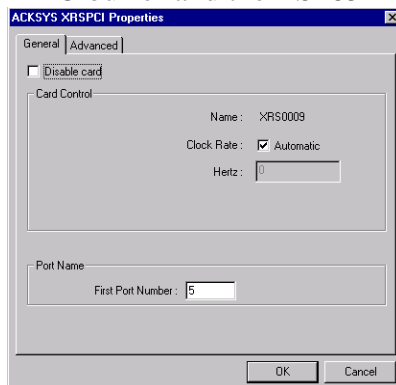 ACKSYS XRSPCI Properties
General Advanced
Disable card
Card Control
Name : XRS0009
Clock Rate : Automatic
Hertz : 0
Port Name
First Port Number : 5
OK Cancel